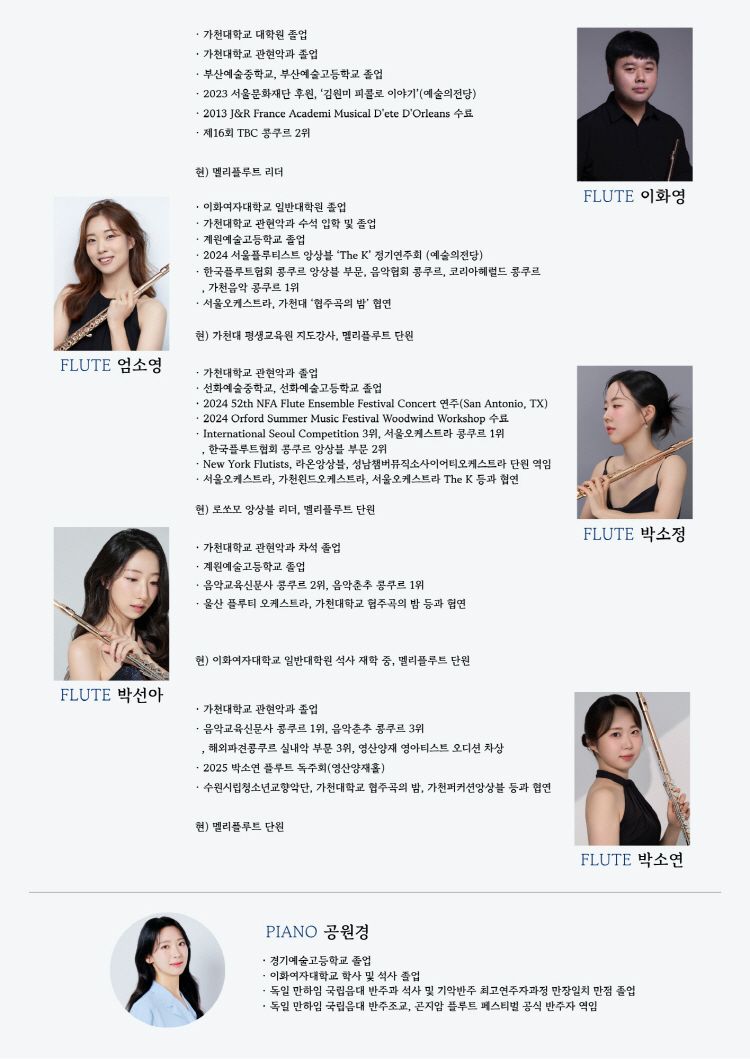 · 가천대학교 대학원 졸업
· 가천대학교 관현악과 졸업
· 부산예술중학교, 부산예술고등학교 졸업
· 2023 서울문화재단 후원, ‘김원미 피콜로 이야기’(예술의전당)
· 2013 J&R France Academi Musical D'ete D'Orleans 수료
· 제16회 TBC 콩쿠르 2위
현) 멜리플루트 리더
FLUTE 이화영
· 이화여자대학교 일반대학원 졸업
· 가천대학교 관현악과 수석 입학 및 졸업
· 계원예술고등학교 졸업
· 2024 서울플루티스트 앙상블 ‘The K’ 정기연주회 (예술의전당)
· 한국플루트협회 콩쿠르 앙상블 부문, 음악협회 콩쿠르, 코리아헤럴드 콩쿠르
, 가천음악 콩쿠르 1위
· 서울오케스트라, 가천대 ‘협주곡의 밤’ 협연
현) 가천대 평생교육원 지도강사, 멜리플루트 단원
FLUTE 엄소영
· 가천대학교 관현악과 졸업
· 선화예술중학교, 선화예술고등학교 졸업
· 2024 52th NFA Flute Ensemble Festival Concert 연주(San Antonio, TX)
· 2024 Orford Summer Music Festival Woodwind Workshop 수료
· International Seoul Competition 3위, 서울오케스트라 콩쿠르 1위
, 한국플루트협회 콩쿠르 앙상블 부문 2위
· New York Flutists, 라온앙상블, 성남챔버뮤직소사이어티오케스트라 단원 역임
· 서울오케스트라, 가천윈드오케스트라, 서울오케스트라 The K 등과 협연
현) 로쏘모 앙상블 리더, 멜리플루트 단원
FLUTE 박소정
· 가천대학교 관현악과 차석 졸업
· 계원예술고등학교 졸업
· 음악교육신문사 콩쿠르 2위, 음악춘추 콩쿠르 1위
· 울산 플루티 오케스트라, 가천대학교 협주곡의 밤 등과 협연
현) 이화여자대학교 일반대학원 석사 재학 중, 멜리플루트 단원
FLUTE 박선아
· 가천대학교 관현악과 졸업
· 음악교육신문사 콩쿠르 1위, 음악춘추 콩쿠르 3위
, 해외파견콩쿠르 실내악 부문 3위, 영산양재 영아티스트 오디션 차상
· 2025 박소연 플루트 독주회(영산양재홀)
· 수원시립청소년교향악단, 가천대학교 협주곡의 밤, 가천퍼커션앙상블 등과 협연
현) 멜리플루트 단원
FLUTE 박소연
PIANO 공원경
· 경기예술고등학교 졸업
· 이화여자대학교 학사 및 석사 졸업
· 독일 만하임 국립음대 반주과 석사 및 기악반주 최고연주자과정 만장일치 만점 졸업
· 독일 만하임 국립음대 반주조교, 곤지암 플루트 페스티벌 공식 반주자 역임